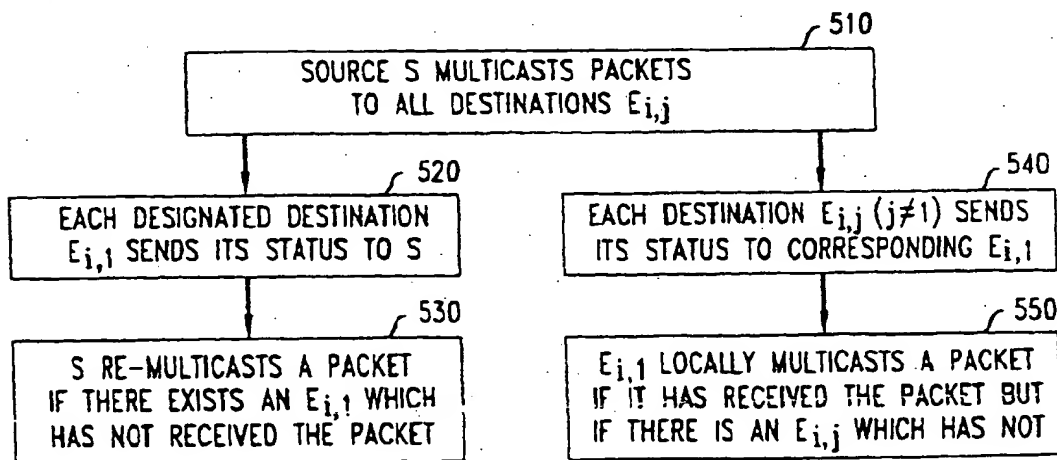 510
SOURCE S MULTICASTS PACKETS
TO ALL DESTINATIONS Ei,j
520
EACH DESIGNATED DESTINATION
Ei,1 SENDS ITS STATUS TO S
530
S RE-MULTICASTS A PACKET
IF THERE EXISTS AN Ei,1 WHICH
HAS NOT RECEIVED THE PACKET
540
EACH DESTINATION Ei,j (j≠1) SENDS
ITS STATUS TO CORRESPONDING Ei,1
550
Ei,1 LOCALLY MULTICASTS A PACKET
IF IT HAS RECEIVED THE PACKET BUT
IF THERE IS AN Ei,j WHICH HAS NOT